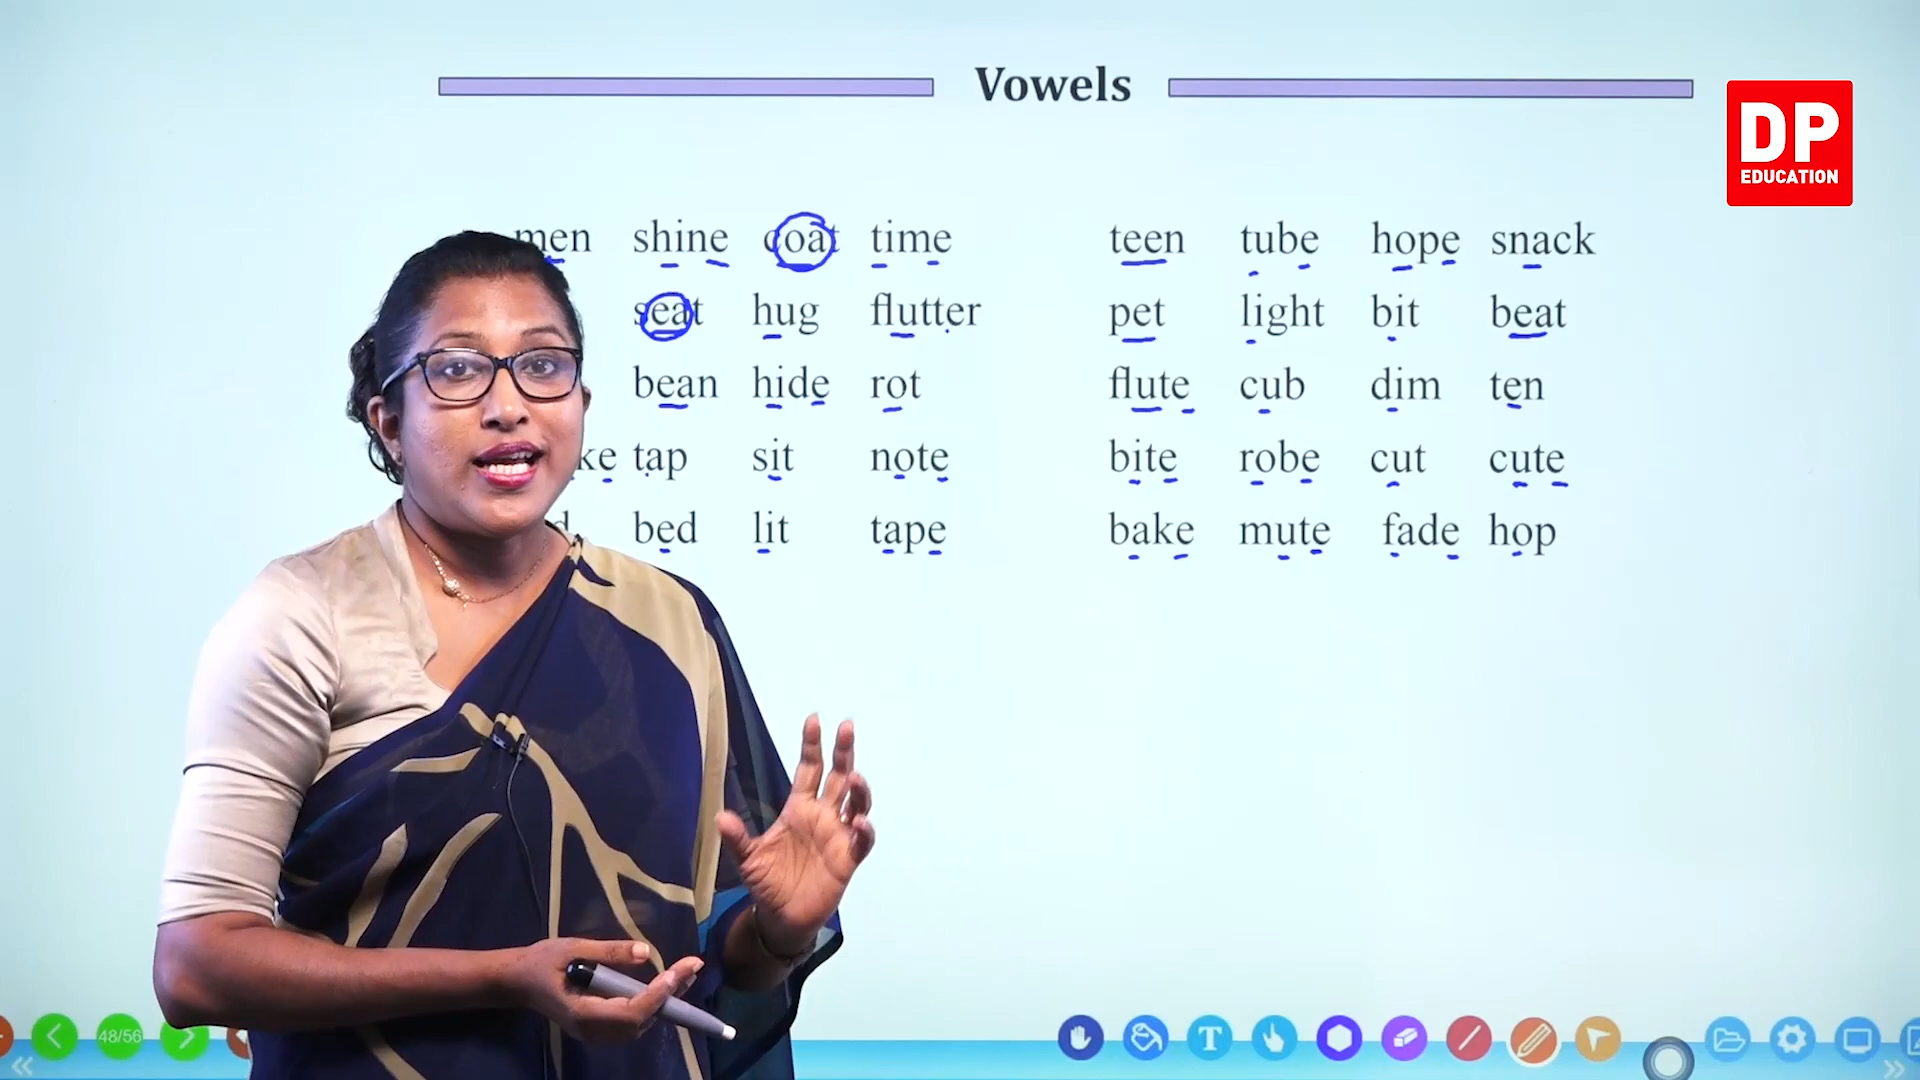 Vowels
DP
EDUCATION
men shine coat time teen tube hope snack
seat hug flutter pet light bit beat
bean hide rot flute cub dim ten
tap sit note bite robe cut cute
bed lit tape bake mute fade hop
48/56
T